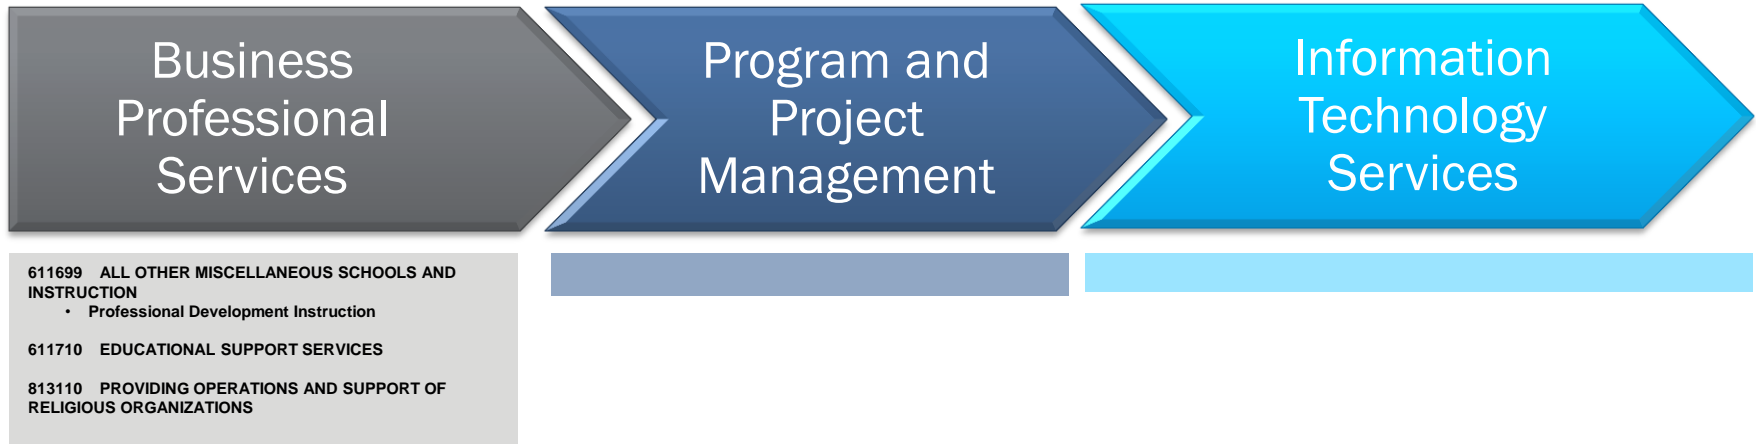 Business
Professional
Services
Program and
Project
Management
Information
Technology
Services
611699 ALL OTHER MISCELLANEOUS SCHOOLS AND
INSTRUCTION
• Professional Development Instruction
611710 EDUCATIONAL SUPPORT SERVICES
813110 PROVIDING OPERATIONS AND SUPPORT OF
RELIGIOUS ORGANIZATIONS